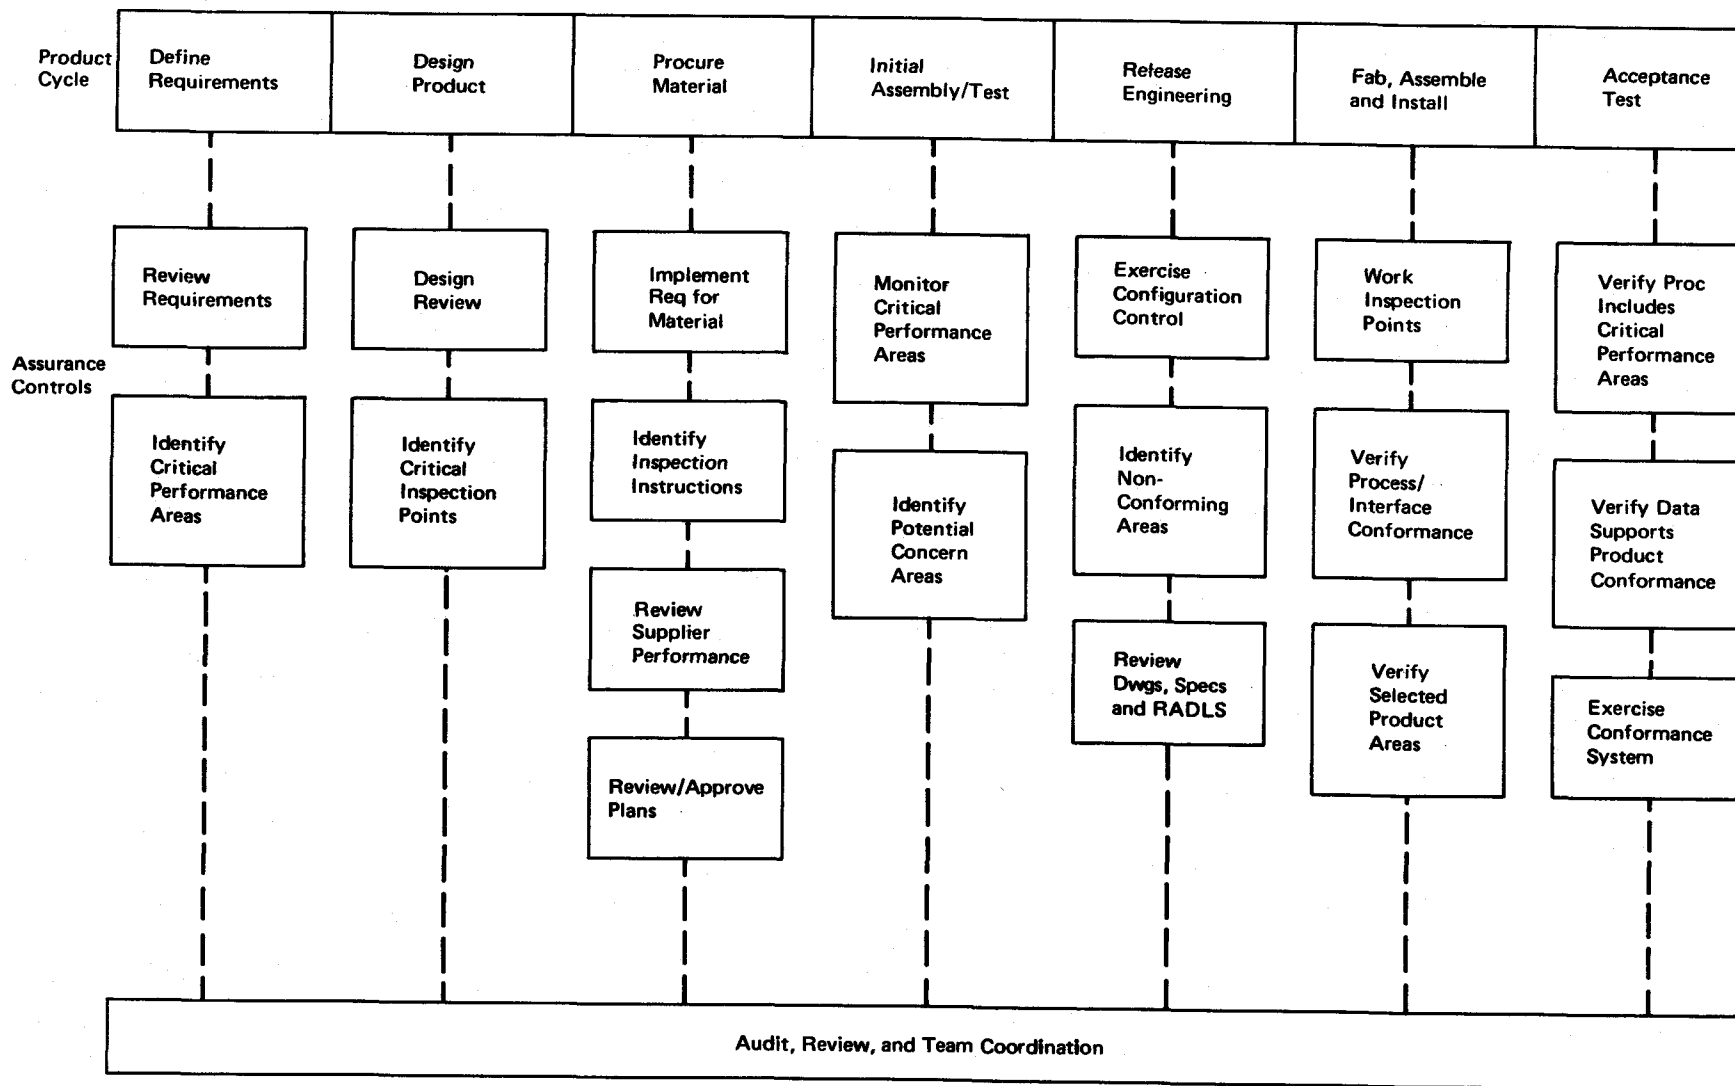 Product
Cycle
Define
Requirements
Design
Product
Procure
Material
Initial
Assembly/Test
Release
Engineering
Fab, Assemble
and Install
Acceptance
Test
Assurance
Controls
Review
Requirements
Identify
Critical
Performance
Areas
Design
Review
Identify
Critical
Inspection
Points
Implement
Req for
Material
Identify
Inspection
Instructions
Review
Supplier
Performance
Review/Approve
Plans
Monitor
Critical
Performance
Areas
Identify
Potential
Concern
Areas
Exercise
Configuration
Control
Identify
Non-
Conforming
Areas
Review
Dwgs, Specs
and RADLS
Work
Inspection
Points
Verify
Process/
Interface
Conformance
Verify
Selected
Product
Areas
Verify Proc
Includes
Critical
Performance
Areas
Verify Data
Supports
Product
Conformance
Exercise
Conformance
System
Audit, Review, and Team Coordination